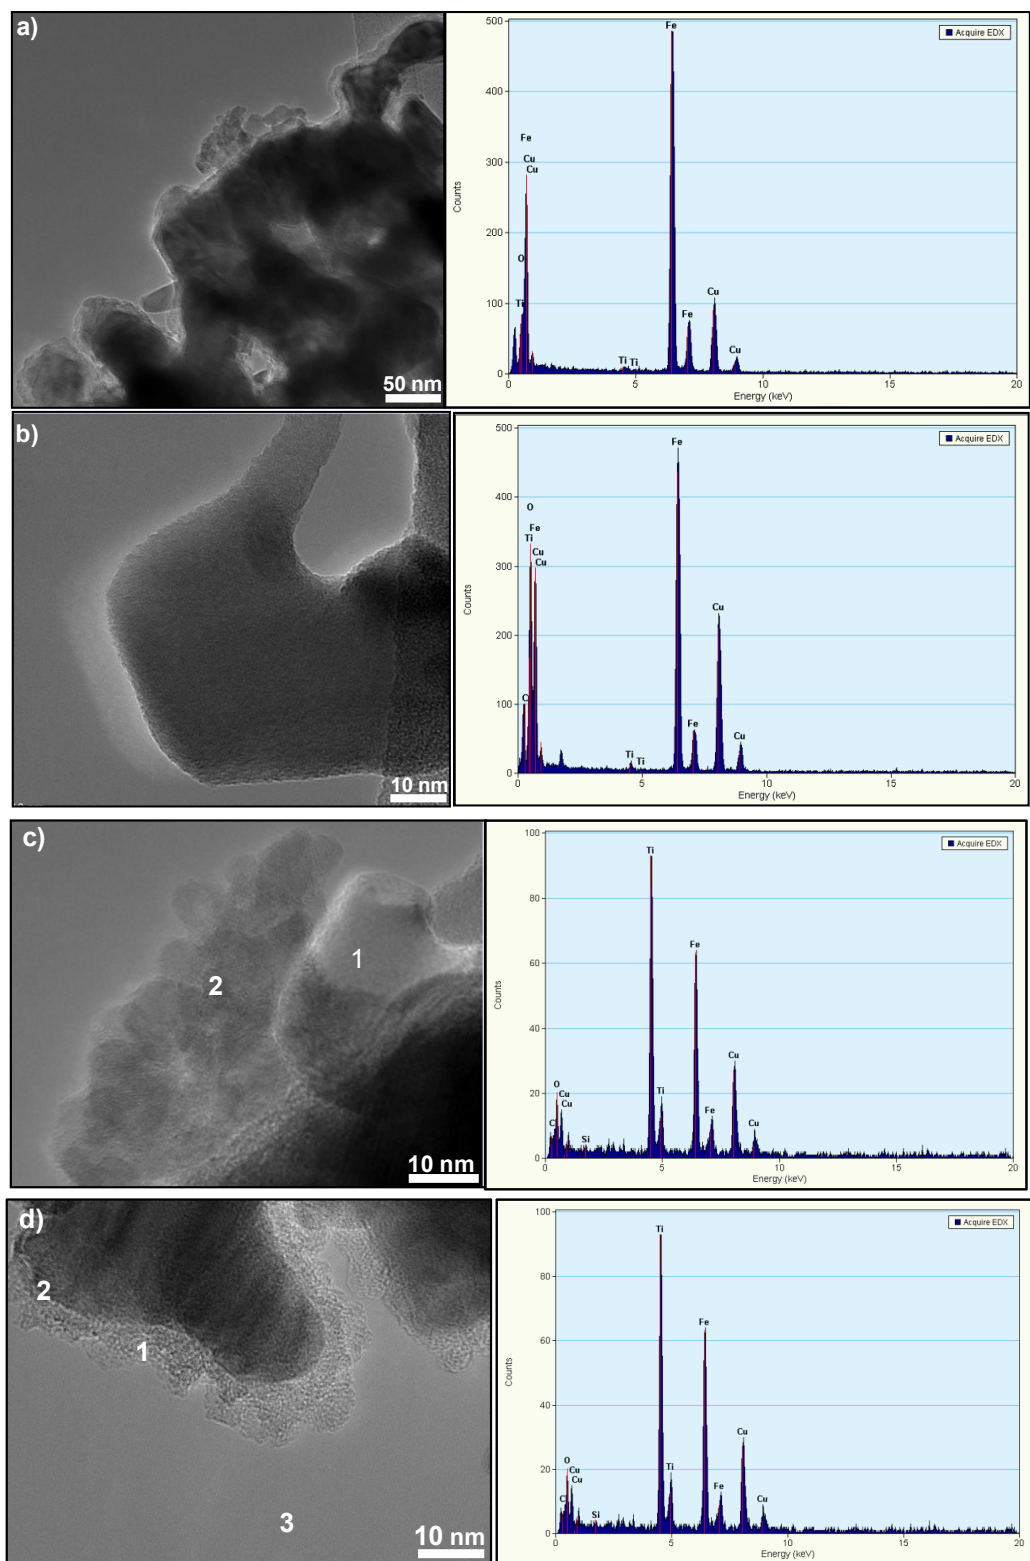 a)
50 nm
Acquire EDX
500
400
300
200
100
0
Counts
Fe
Fe
Cu
Cu
O
Ti
Ti
Ti
Fe
Cu
Cu
0
5
10
15
20
Energy (keV)
b)
10 nm
Acquire EDX
500
400
300
200
100
0
Counts
O
Fe
Ti
Cu
Cu
C
Ti
Ti
Fe
Fe
Cu
Cu
0
5
10
15
20
Energy (keV)
c)
1
2
10 nm
Acquire EDX
100
80
60
40
20
0
Counts
Ti
Fe
Cu
O
Cu
Cu
C
Si
Ti
Fe
Cu
0
5
10
15
20
Energy (keV)
d)
2
1
3
10 nm
Acquire EDX
100
80
60
40
20
0
Counts
Ti
Fe
Cu
O
Cu
Cu
C
Si
Ti
Fe
Cu
0
5
10
15
20
Energy (keV)